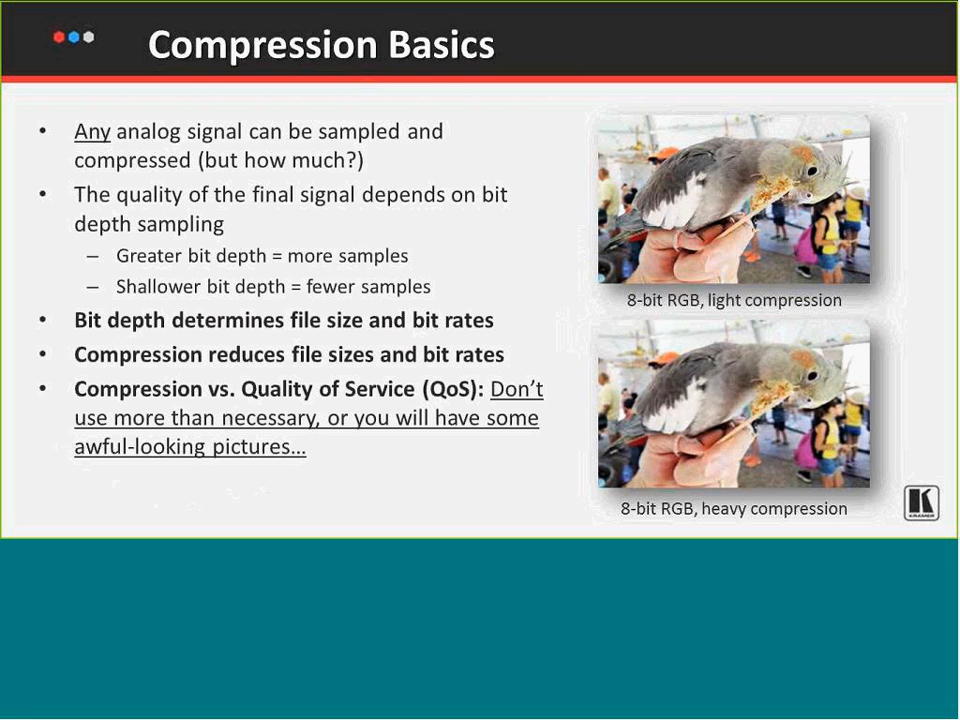 Compression Basics
• Any analog signal can be sampled and
compressed (but how much?)
• The quality of the final signal depends on bit
depth sampling
– Greater bit depth = more samples
– Shallower bit depth = fewer samples
• Bit depth determines file size and bit rates
• Compression reduces file sizes and bit rates
• Compression vs. Quality of Service (QoS): Don't
use more than necessary, or you will have some
awful-looking pictures…
8-bit RGB, light compression
8-bit RGB, heavy compression
K
KRAMER